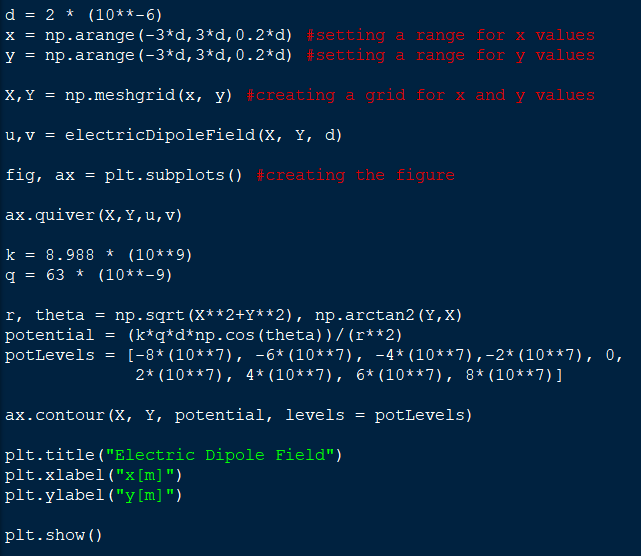 d = 2 * (10**-6)
x = np.arange(-3*d,3*d,0.2*d) #setting a range for x values
y = np.arange(-3*d,3*d,0.2*d) #setting a range for y values
X,Y = np.meshgrid(x, y) #creating a grid for x and y values
u,v = electricDipoleField(X, Y, d)
fig, ax = plt.subplots() #creating the figure
ax.quiver(X,Y,u,v)
k = 8.988 * (10**9)
q = 63 * (10**-9)
r, theta = np.sqrt(X**2+Y**2), np.arctan2(Y,X)
potential = (k*q*d*np.cos(theta))/(r**2)
potLevels = [-8*(10**7), -6*(10**7), -4*(10**7),-2*(10**7), 0,
2*(10**7), 4*(10**7), 6*(10**7), 8*(10**7)]
ax.contour(X, Y, potential, levels = potLevels)
plt.title("Electric Dipole Field")
plt.xlabel("x[m]")
plt.ylabel("y[m]")
plt.show()